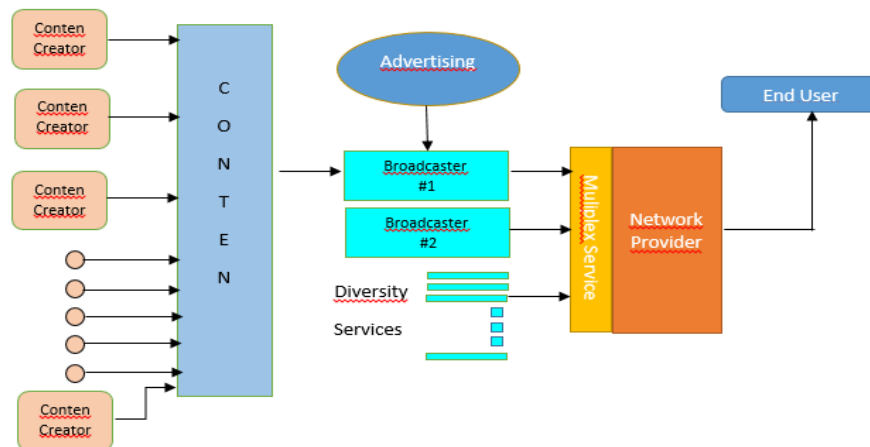 Conten
Creator
Conten
Creator
Conten
Creator
Conten
Creator
C
O
N
T
E
N
Advertising
Broadcaster
#1
Broadcaster
#2
Diversity
Services
Muliplex Service
Network
Provider
End User